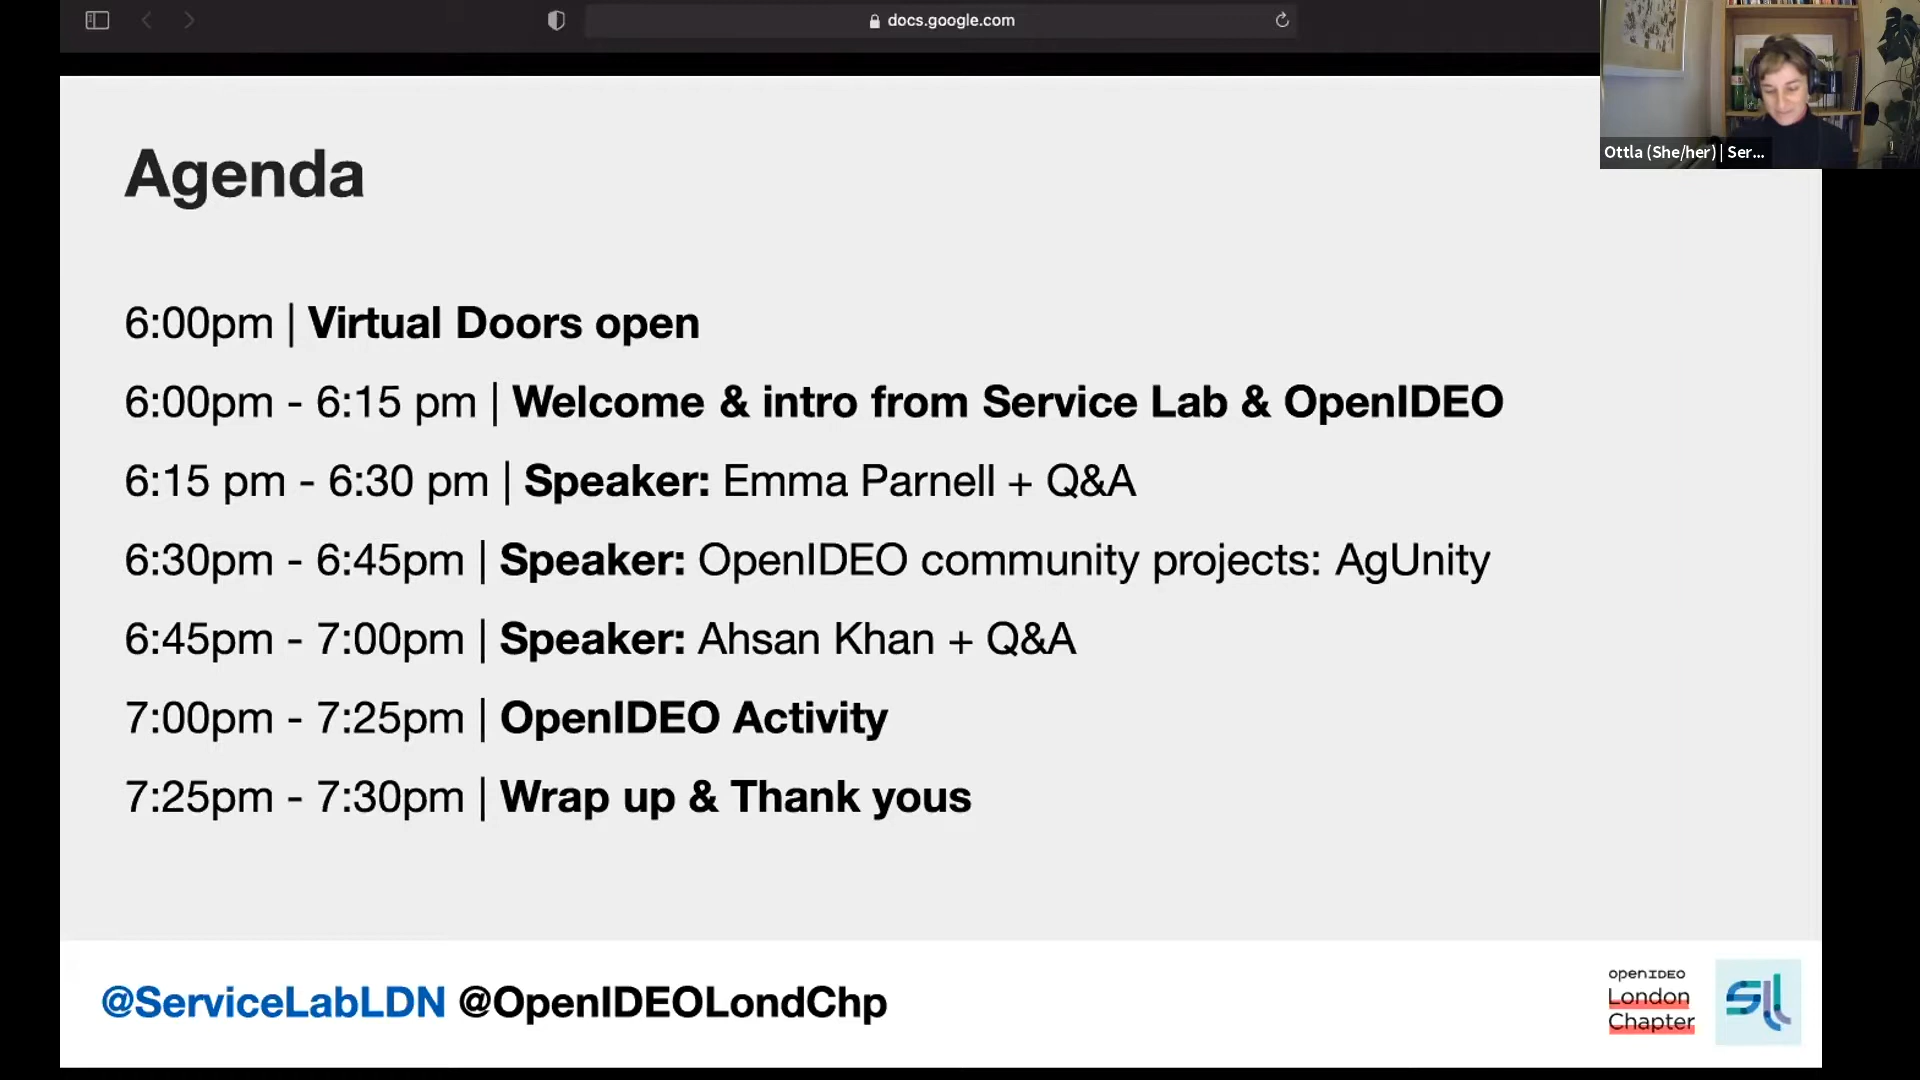 docs.google.com
Ottla (She/her) | Ser...
Agenda
6:00pm | Virtual Doors open
6:00pm - 6:15 pm | Welcome & intro from Service Lab & OpenIDEO
6:15 pm - 6:30 pm | Speaker: Emma Parnell + Q&A
6:30pm - 6:45pm | Speaker: OpenIDEO community projects: AgUnity
6:45pm - 7:00pm | Speaker: Ahsan Khan + Q&A
7:00pm - 7:25pm | OpenIDEO Activity
7:25pm - 7:30pm | Wrap up & Thank yous
@ServiceLabLDN @OpenIDEOLondChp
openIDEO
London
Chapter
SLL